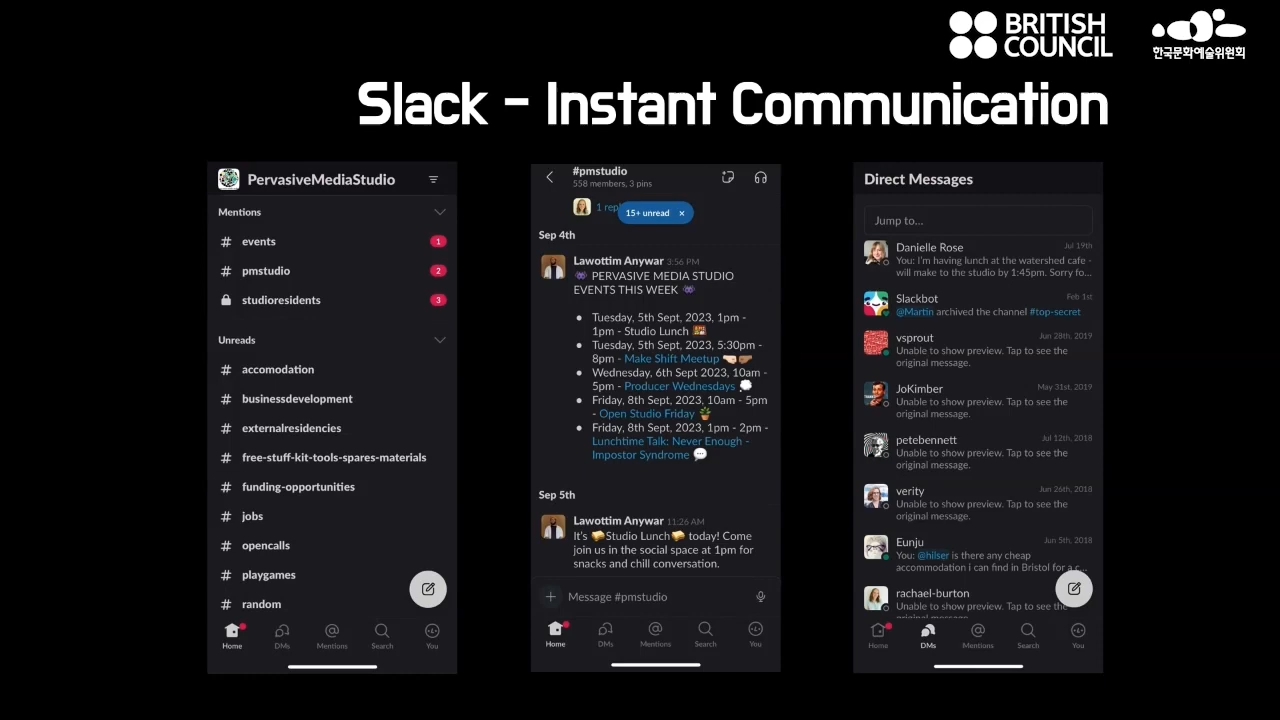 BRITISH
COUNCIL
한국문화예술위원회
Slack - Instant Communication
PervasiveMediaStudio
Mentions
# events 1
# pmstudio 2
studioresidents 3
Unreads
# accomodation
# businessdevelopment
# externalresidencies
# free-stuff-kit-tools-spares-materials
# funding-opportunities
# jobs
# opencalls
# playgames
# random
Home DMs Mentions Search You
#pmstudio
558 members, 3 pins
1 repl
15+ unread ×
Sep 4th
Lawottim Anywar 3:56 PM
PERVASIVE MEDIA STUDIO
EVENTS THIS WEEK
● Tuesday, 5th Sept, 2023, 1pm -
1pm - Studio Lunch
● Tuesday, 5th Sept, 2023, 5:30pm -
8pm - Make Shift Meetup
● Wednesday, 6th Sept 2023, 10am -
5pm - Producer Wednesdays
● Friday, 8th Sept, 2023, 10am - 5pm
- Open Studio Friday
● Friday, 8th Sept, 2023, 1pm - 2pm -
Lunchtime Talk: Never Enough -
Impostor Syndrome
Sep 5th
Lawottim Anywar 11:26 AM
It's Studio Lunch today! Come
join us in the social space at 1pm for
snacks and chill conversation.
+ Message #pmstudio
Home DMs Mentions Search You
Direct Messages
Jump to...
Danielle Rose Jul 19th
You: I'm having lunch at the watershed cafe -
will make to the studio by 1:45pm. Sorry fo...
Slackbot Feb 1st
@Martin archived the channel #top-secret
vsprout Jun 28th, 2019
Unable to show preview. Tap to see the
original message.
JoKimber May 31st, 2019
Unable to show preview. Tap to see the
original message.
petebennett Jul 12th, 2018
Unable to show preview. Tap to see the
original message.
verity Jun 26th, 2018
Unable to show preview. Tap to see the
original message.
Eunju Jun 5th, 2018
You: @hilser is there any cheap
accommodation i can find in Bristol for a c...
rachael-burton
Unable to show preview. Tap to see the
original message.
Home DMs Mentions Search You